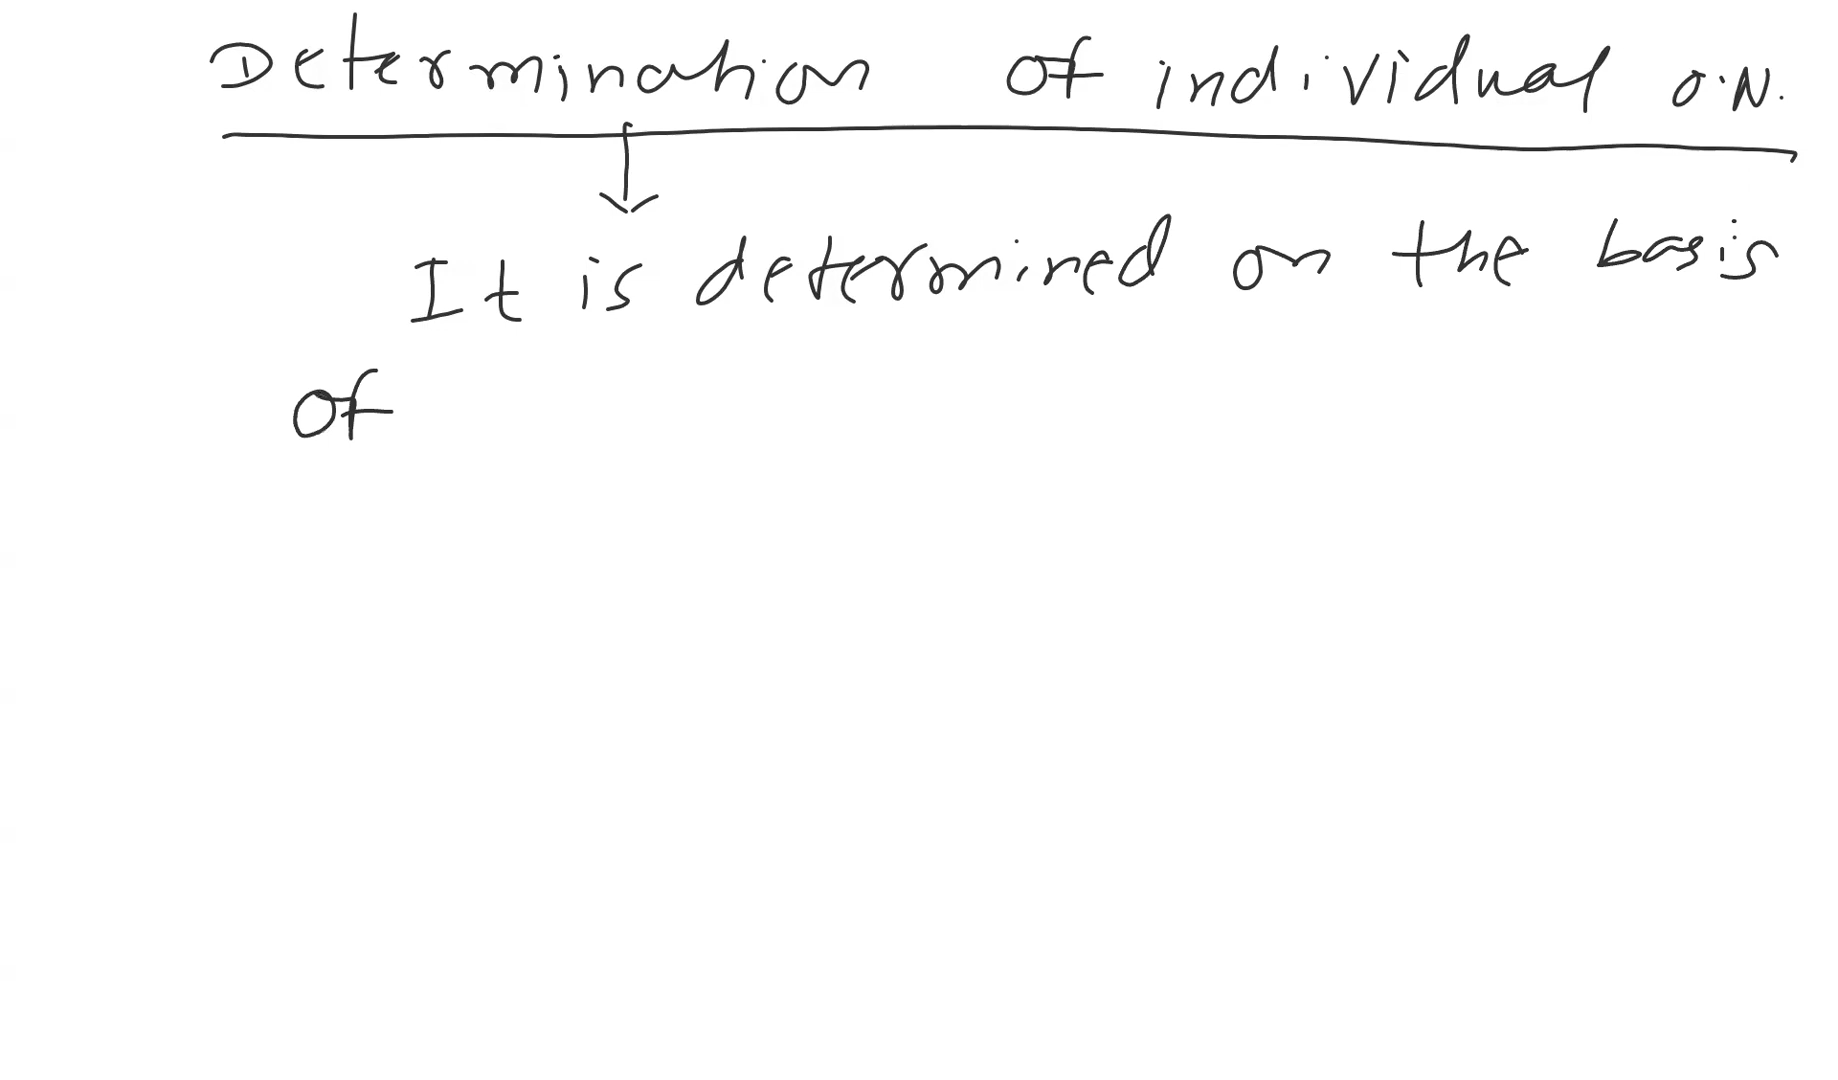 Determination of individual O.N.
It is determined on the basis
of